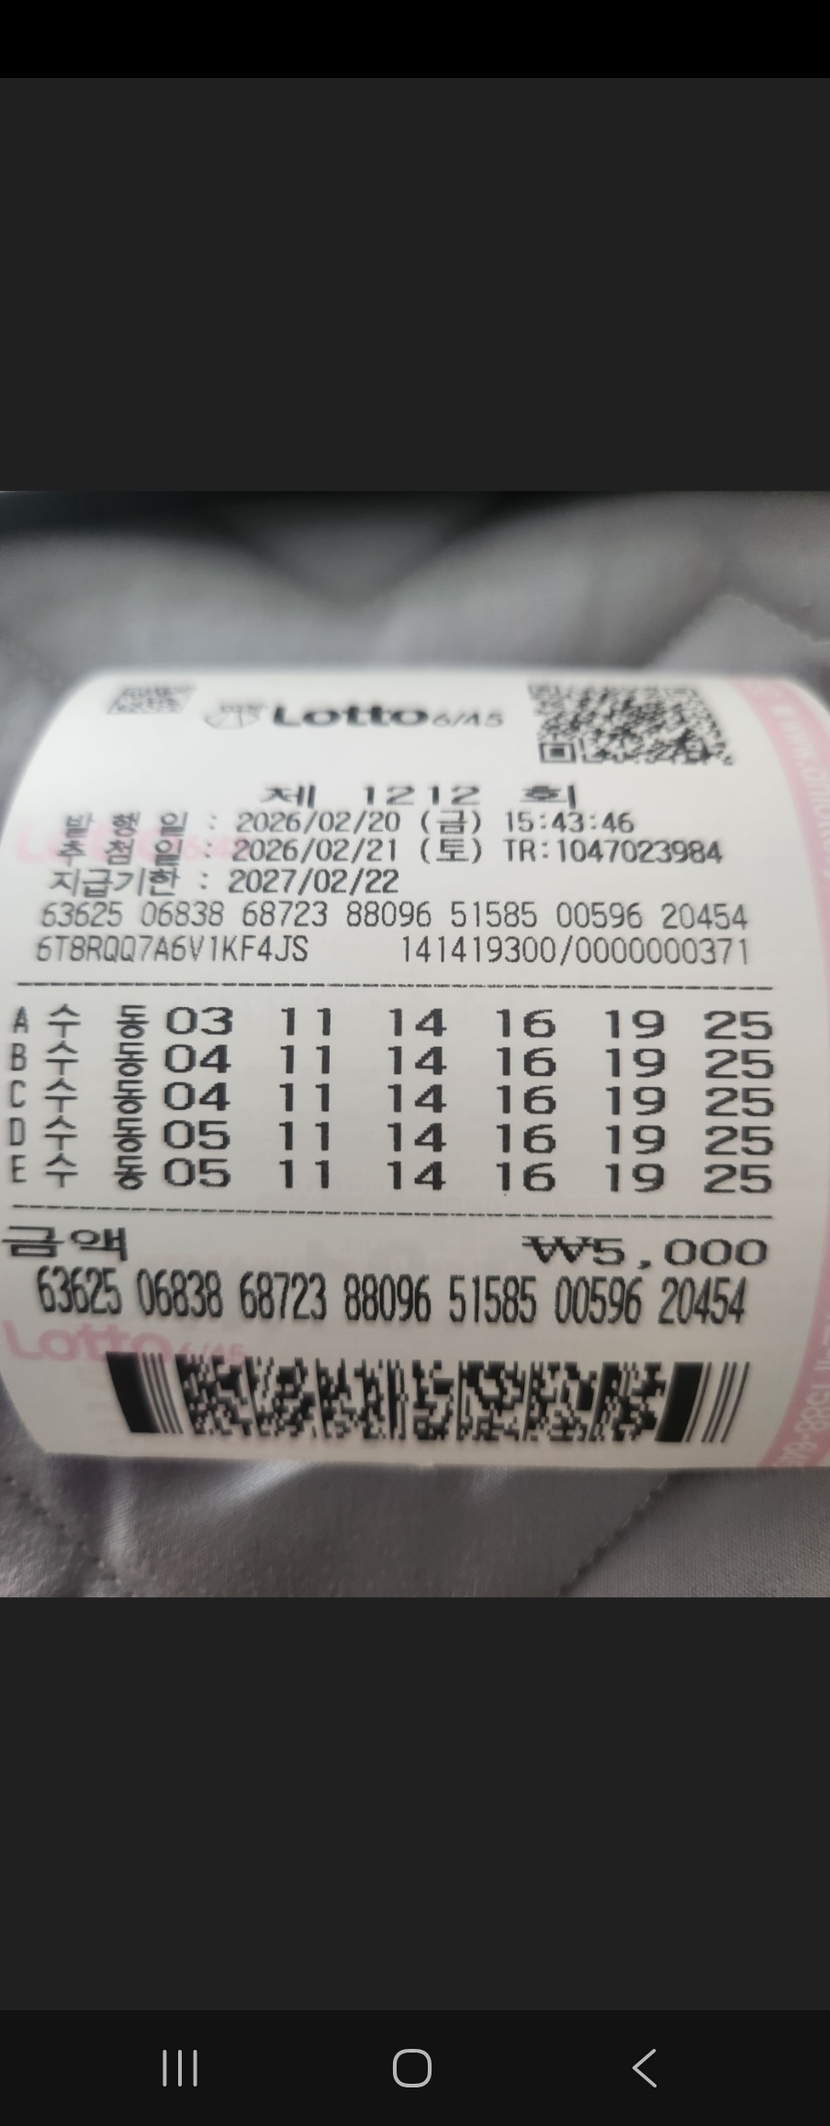 Lotto 6/45
제 1212 회
발 행 일 : 2026/02/20 (금) 15:43:46
추 첨 일 : 2026/02/21 (토) TR:1047023984
지급기한 : 2027/02/22
63625 06838 68723 88096 51585 00596 20454
6T8RQQ7A6V1KF4JS 141419300/0000000371
A 수 동 03 11 14 16 19 25
B 수 동 04 11 14 16 19 25
C 수 동 04 11 14 16 19 25
D 수 동 05 11 14 16 19 25
E 수 동 05 11 14 16 19 25
금액 ₩5,000
63625 06838 68723 88096 51585 00596 20454
Lotto 6/45